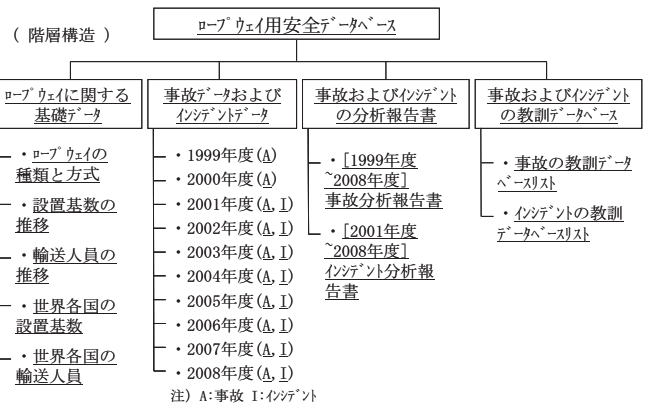 ( 階層構造 )
ﾛｰﾌﾟｳｪｲ用安全ﾃﾞｰﾀﾍﾞｰｽ
ﾛｰﾌﾟｳｪｲに関する
基礎ﾃﾞｰﾀ
・ﾛｰﾌﾟｳｪｲの
種類と方式
・設置基数の
推移
・輸送人員の
推移
・世界各国の
設置基数
・世界各国の
輸送人員
事故ﾃﾞｰﾀおよび
ｲﾝｼﾃﾞﾝﾄﾃﾞｰﾀ
・1999年度(A)
・2000年度(A)
・2001年度(A, I)
・2002年度(A, I)
・2003年度(A, I)
・2004年度(A, I)
・2005年度(A, I)
・2006年度(A, I)
・2007年度(A, I)
・2008年度(A, I)
注) A:事故 I:ｲﾝｼﾃﾞﾝﾄ
事故およびｲﾝｼﾃﾞﾝﾄ
の分析報告書
・[1999年度
~2008年度]
事故分析報告書
・[2001年度
~2008年度]
ｲﾝｼﾃﾞﾝﾄ分析報
告書
事故およびｲﾝｼﾃﾞﾝﾄ
の教訓ﾃﾞｰﾀﾍﾞｰｽ
・事故の教訓ﾃﾞｰﾀ
ﾍﾞｰｽﾘｽﾄ
・ｲﾝｼﾃﾞﾝﾄの教訓
ﾃﾞｰﾀﾍﾞｰｽﾘｽﾄ